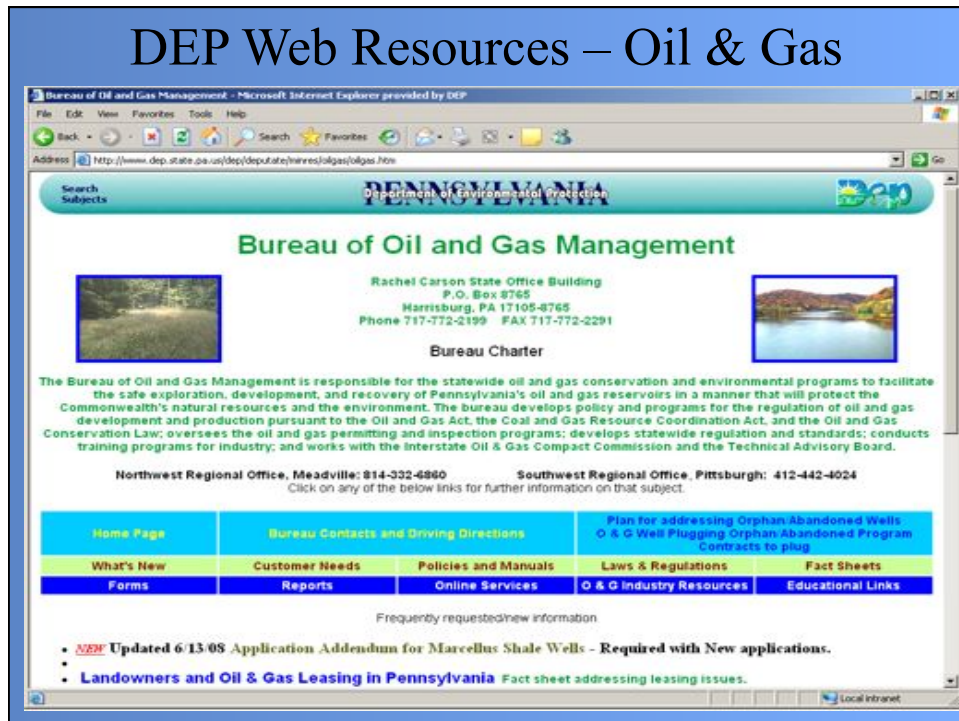 DEP Web Resources – Oil & Gas
Bureau of Oil and Gas Management - Microsoft Internet Explorer provided by DEP
File Edit View Favorites Tools Help
Back Search Favorites
Address http://www.dep.state.pa.us/dep/deputate/minres/oilgas/oilgas.htm Go
Search
Subjects
PENNSYLVANIA
Department of Environmental Protection
Dep
Bureau of Oil and Gas Management
Rachel Carson State Office Building
P.O. Box 8765
Harrisburg, PA 17105-8765
Phone 717-772-2199 FAX 717-772-2291
Bureau Charter
The Bureau of Oil and Gas Management is responsible for the statewide oil and gas conservation and environmental programs to facilitate
the safe exploration, development, and recovery of Pennsylvania's oil and gas reservoirs in a manner that will protect the
Commonwealth's natural resources and the environment. The bureau develops policy and programs for the regulation of oil and gas
development and production pursuant to the Oil and Gas Act, the Coal and Gas Resource Coordination Act, and the Oil and Gas
Conservation Law; oversees the oil and gas permitting and inspection programs; develops statewide regulation and standards; conducts
training programs for industry; and works with the Interstate Oil & Gas Compact Commission and the Technical Advisory Board.
Northwest Regional Office, Meadville: 814-332-6860 Southwest Regional Office, Pittsburgh: 412-442-4024
Click on any of the below links for further information on that subject.
Home Page Bureau Contacts and Driving Directions Plan for addressing Orphan/Abandoned Wells
O & G Well Plugging Orphan/Abandoned Program
Contracts to plug
What's New Customer Needs Policies and Manuals Laws & Regulations Fact Sheets
Forms Reports Online Services O & G Industry Resources Educational Links
Frequently requested/new information
• NEW Updated 6/13/08 Application Addendum for Marcellus Shale Wells - Required with New applications.
•
• Landowners and Oil & Gas Leasing in Pennsylvania Fact sheet addressing leasing issues.
Local intranet